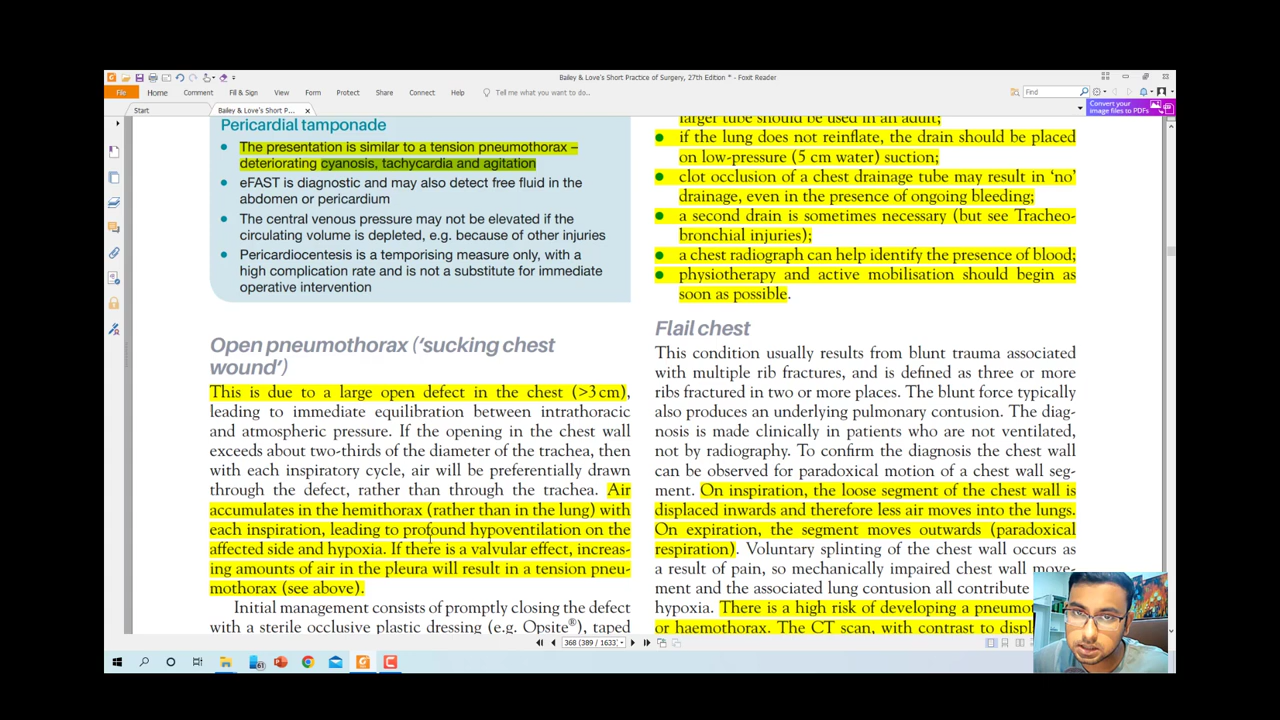 Bailey & Love's Short Practice of Surgery, 27th Edition * - Foxit Reader
File Home Comment Fill & Sign View Form Protect Share Connect Help Tell me what you want to do... Find
Start Bailey & Love's Short P... ×
Convert your
image files to PDFs
Pericardial tamponade
The presentation is similar to a tension pneumothorax –
deteriorating cyanosis, tachycardia and agitation
eFAST is diagnostic and may also detect free fluid in the
abdomen or pericardium
The central venous pressure may not be elevated if the
circulating volume is depleted, e.g. because of other injuries
Pericardiocentesis is a temporising measure only, with a
high complication rate and is not a substitute for immediate
operative intervention
Open pneumothorax ('sucking chest
wound')
This is due to a large open defect in the chest (>3 cm),
leading to immediate equilibration between intrathoracic
and atmospheric pressure. If the opening in the chest wall
exceeds about two-thirds of the diameter of the trachea, then
with each inspiratory cycle, air will be preferentially drawn
through the defect, rather than through the trachea. Air
accumulates in the hemithorax (rather than in the lung) with
each inspiration, leading to profound hypoventilation on the
affected side and hypoxia. If there is a valvular effect, increas-
ing amounts of air in the pleura will result in a tension pneu-
mothorax (see above).
Initial management consists of promptly closing the defect
with a sterile occlusive plastic dressing (e.g. Opsite®), taped
larger tube should be used in an adult;
if the lung does not reinflate, the drain should be placed
on low-pressure (5 cm water) suction;
clot occlusion of a chest drainage tube may result in 'no'
drainage, even in the presence of ongoing bleeding;
a second drain is sometimes necessary (but see Tracheo-
bronchial injuries);
a chest radiograph can help identify the presence of blood;
physiotherapy and active mobilisation should begin as
soon as possible.
Flail chest
This condition usually results from blunt trauma associated
with multiple rib fractures, and is defined as three or more
ribs fractured in two or more places. The blunt force typically
also produces an underlying pulmonary contusion. The diag-
nosis is made clinically in patients who are not ventilated,
not by radiography. To confirm the diagnosis the chest wall
can be observed for paradoxical motion of a chest wall seg-
ment. On inspiration, the loose segment of the chest wall is
displaced inwards and therefore less air moves into the lungs.
On expiration, the segment moves outwards (paradoxical
respiration). Voluntary splinting of the chest wall occurs as
a result of pain, so mechanically impaired chest wall move-
ment and the associated lung contusion all contribute
hypoxia. There is a high risk of developing a pneumo
or haemothorax. The CT scan, with contrast to displ
368 (389 / 1633)
61